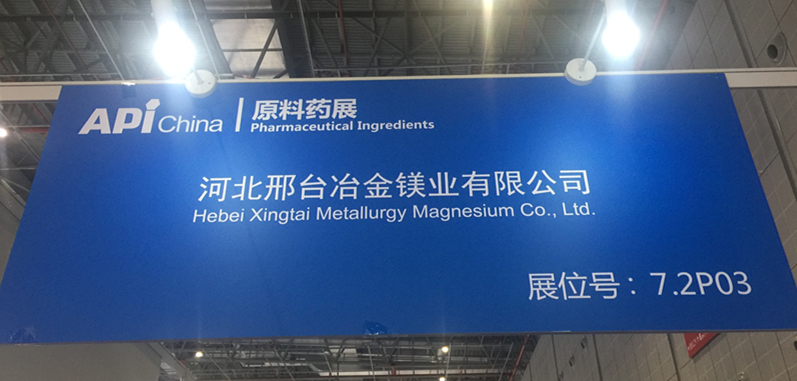 API China | 原料药展
Pharmaceutical Ingredients
河北邢台冶金镁业有限公司
Hebei Xingtai Metallurgy Magnesium Co., Ltd.
展位号：7.2P03